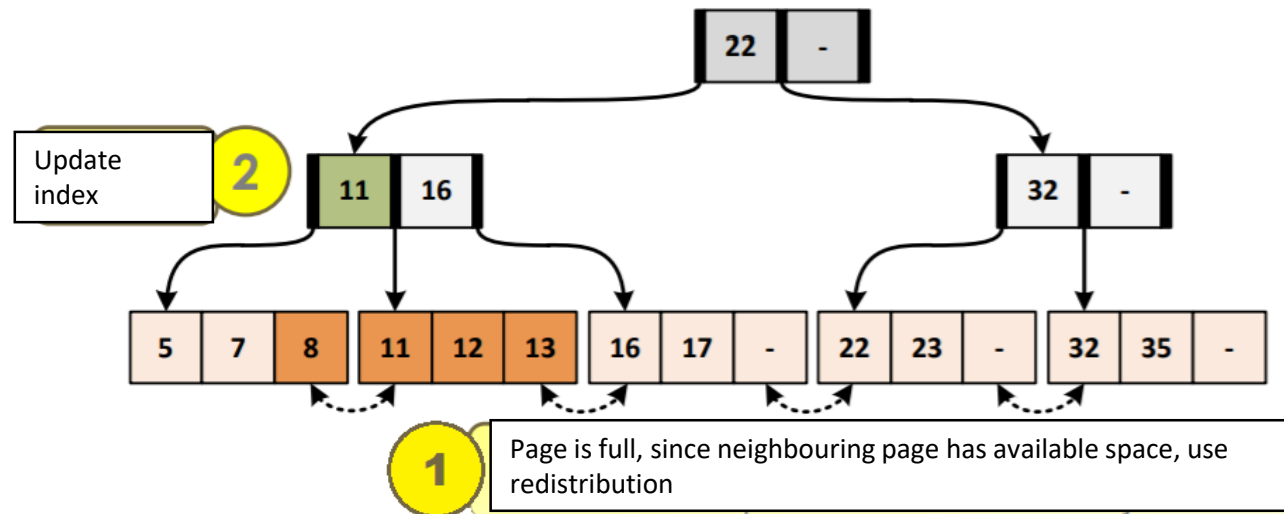 22 -
Update
index
2
11 16
32 -
5 7 8 11 12 13 16 17 - 22 23 - 32 35 -
1
Page is full, since neighbouring page has available space, use
redistribution